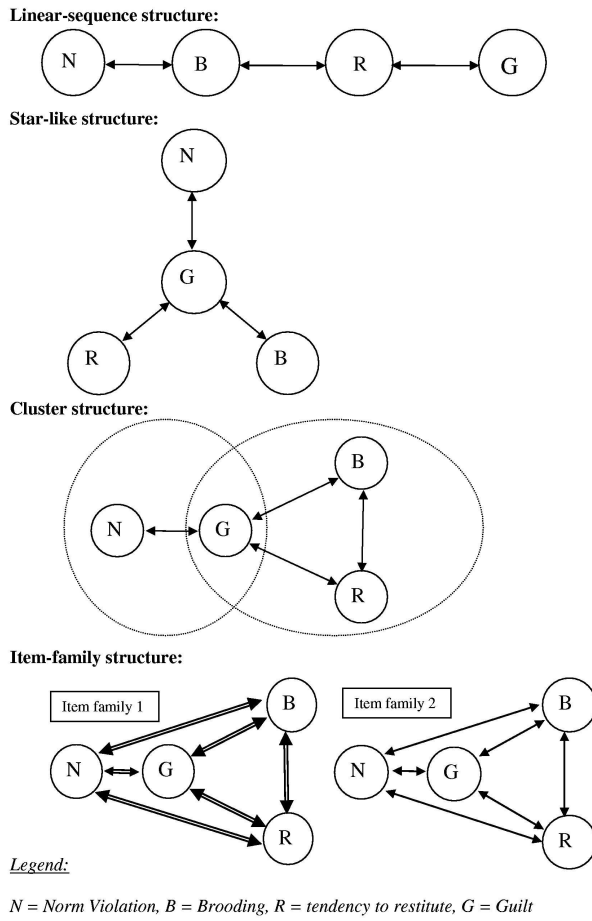 Linear-sequence structure:
N B R G
Star-like structure:
N
G
R B
Cluster structure:
B
N G
R
Item-family structure:
Item family 1 B Item family 2 B
N G N G
R R
Legend:
N = Norm Violation, B = Brooding, R = tendency to restitute, G = Guilt